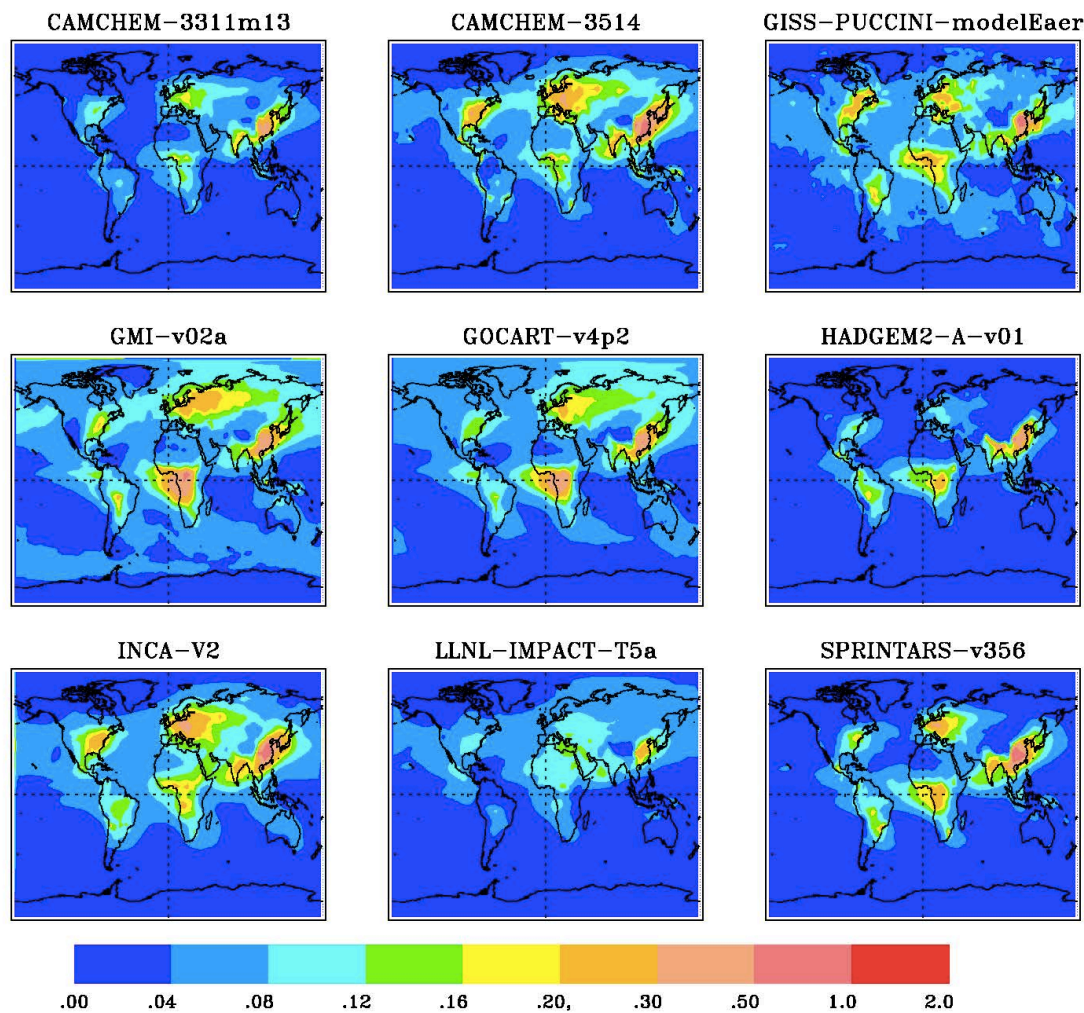 CAMCHEM-3311m13
CAMCHEM-3514
GISS-PUCCINI-modelEaer
GMI-v02a
GOCART-v4p2
HADGEM2-A-v01
INCA-V2
LLNL-IMPACT-T5a
SPRINTARS-v356
.00 .04 .08 .12 .16 .20, .30 .50 1.0 2.0